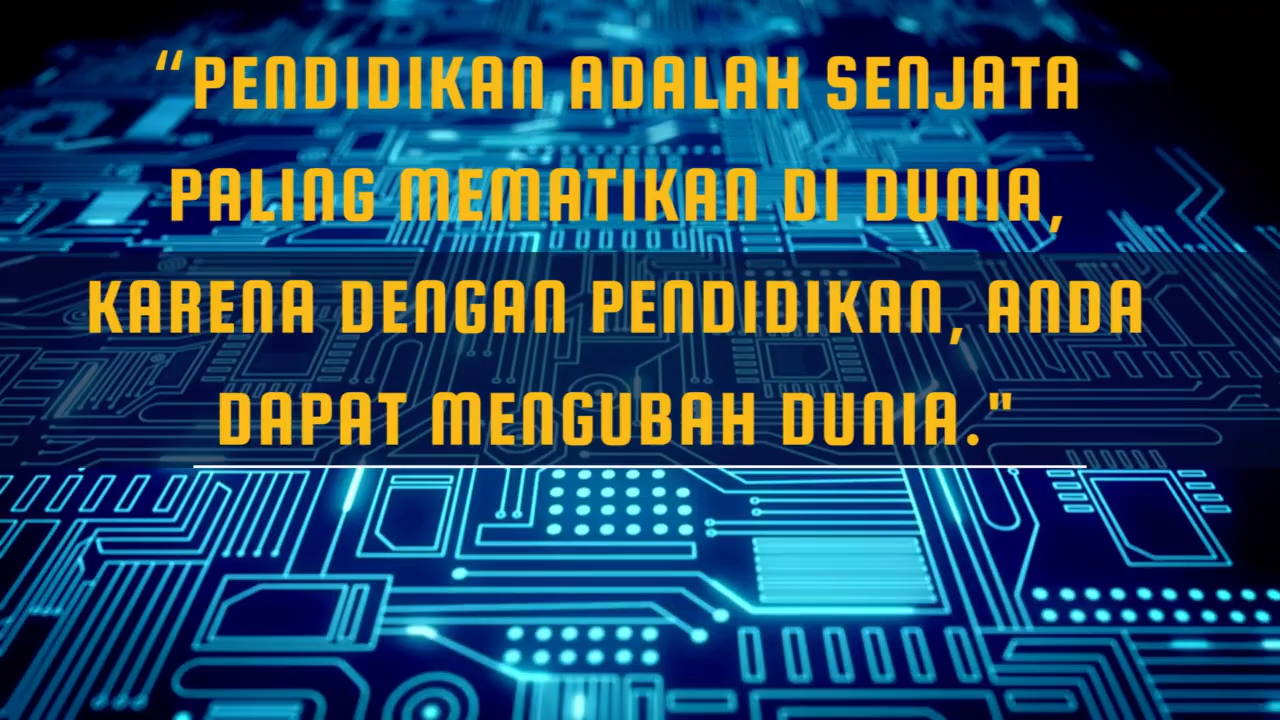 “PENDIDIKAN ADALAH SENJATA
PALING MEMATIKAN DI DUNIA,
KARENA DENGAN PENDIDIKAN, ANDA
DAPAT MENGUBAH DUNIA."